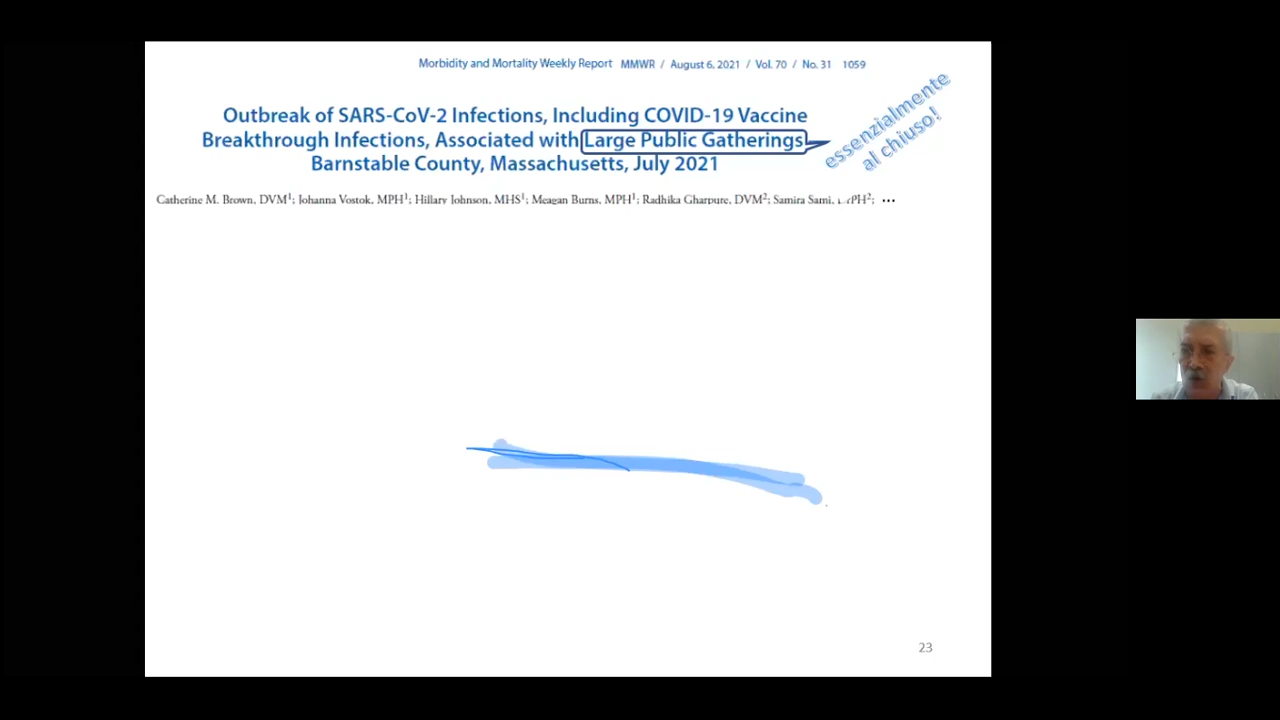 Morbidity and Mortality Weekly Report MMWR / August 6, 2021 / Vol. 70 / No. 31 1059
Outbreak of SARS-CoV-2 Infections, Including COVID-19 Vaccine
Breakthrough Infections, Associated with Large Public Gatherings
Barnstable County, Massachusetts, July 2021
essenzialmente
al chiuso!
Catherine M. Brown, DVM1; Johanna Vostok, MPH1; Hillary Johnson, MHS1; Meagan Burns, MPH1; Radhika Gharpure, DVM2; Samira Sami, DrPH2; ...
23